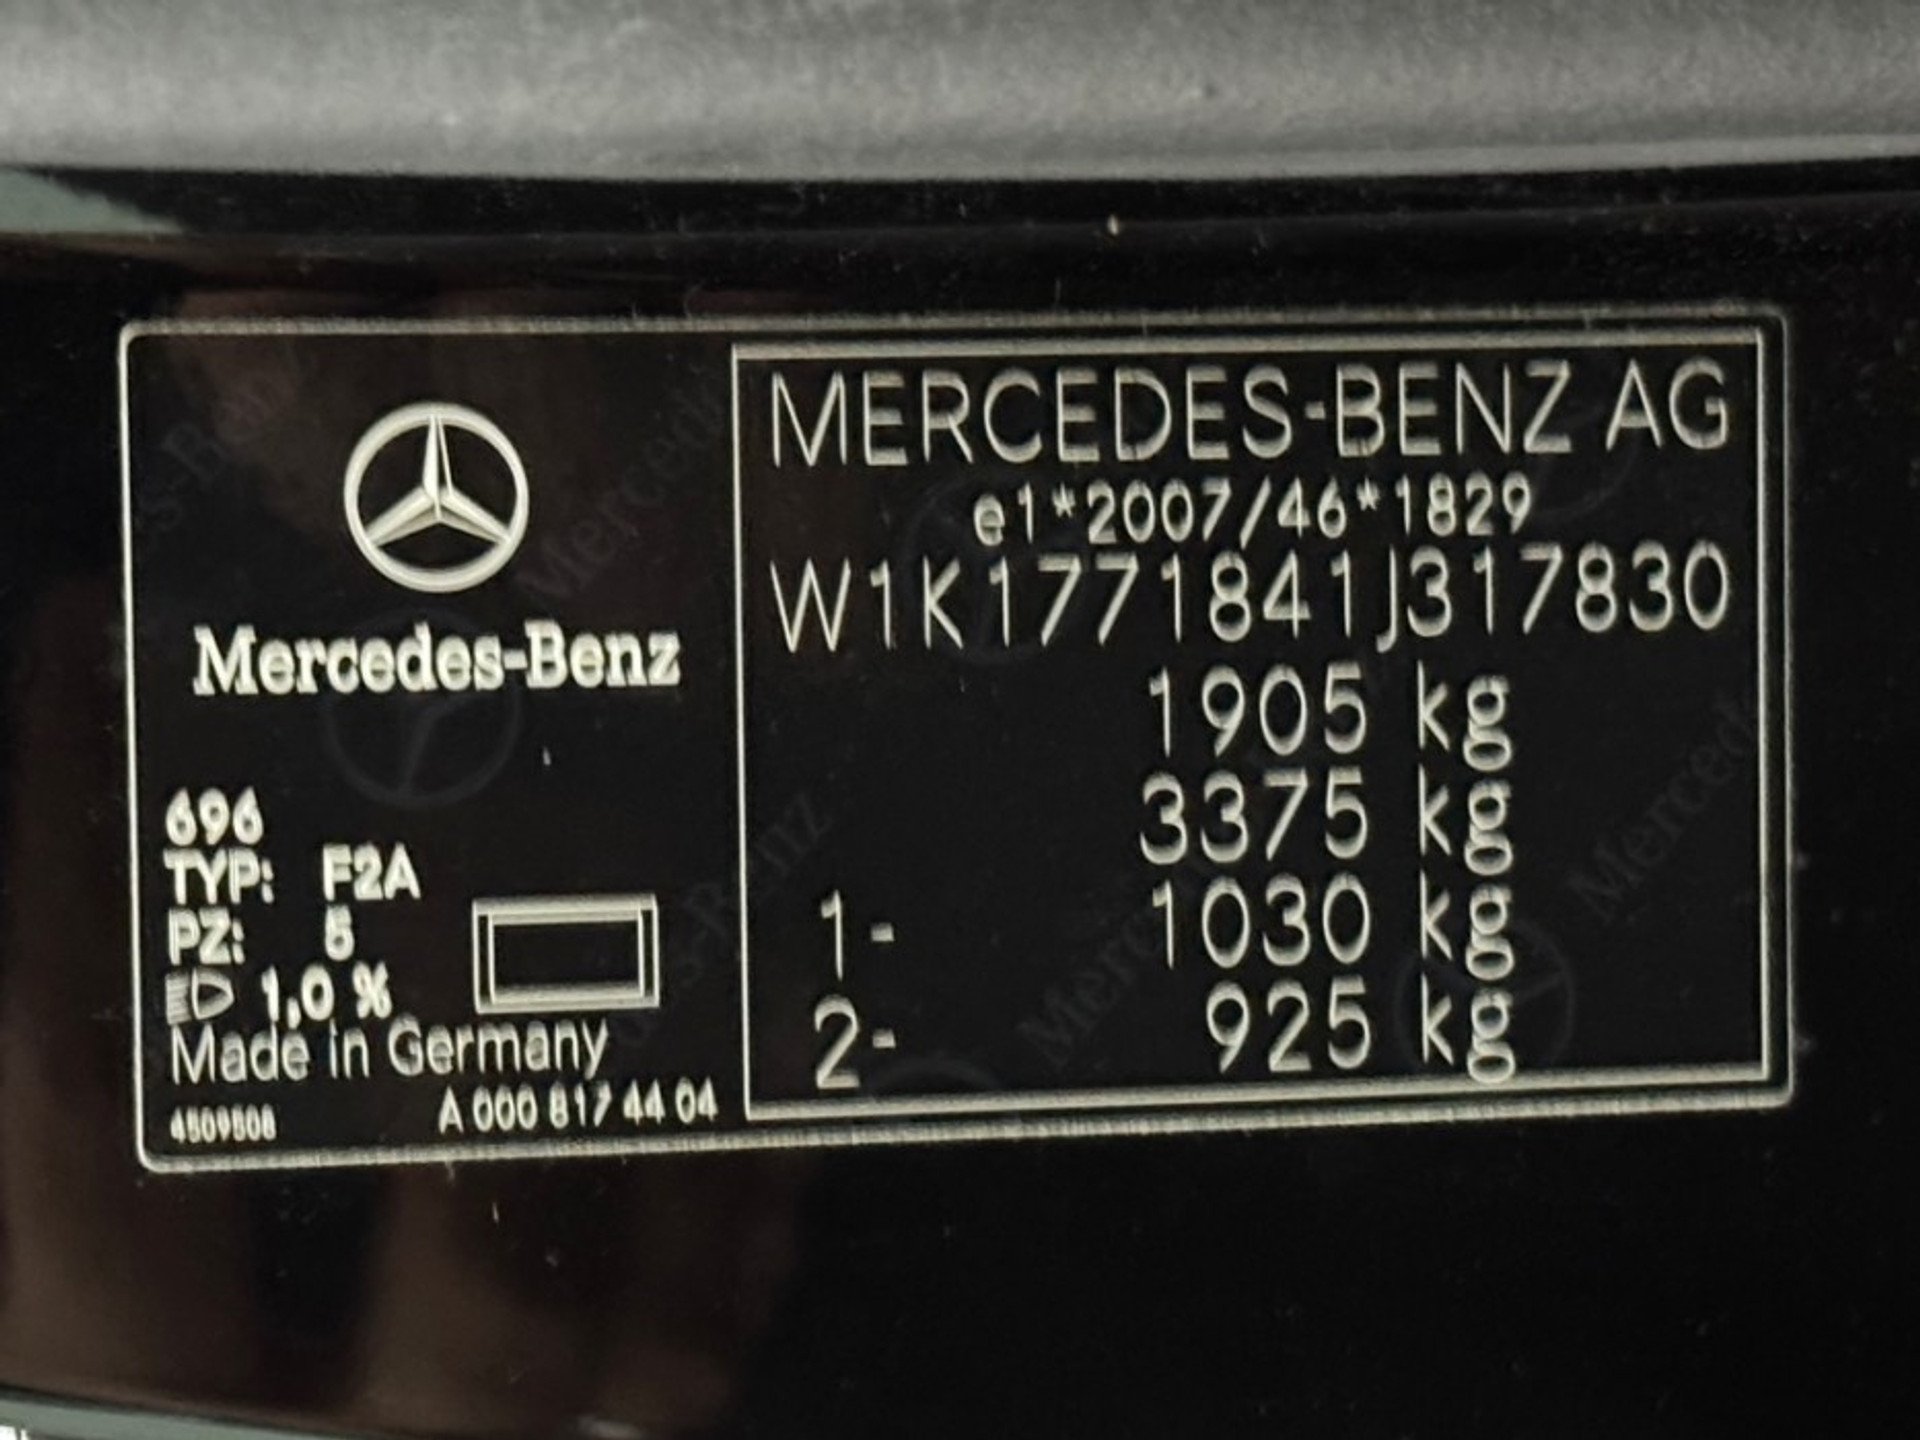 Mercedes-Benz
696
TYP: F2A
PZ: 5
1,0 %
Made in Germany
4509508
A 000 817 44 04
MERCEDES-BENZ AG
e1*2007/46*1829
W1K1771841J317830
1905 kg
3375 kg
1- 1030 kg
2- 925 kg